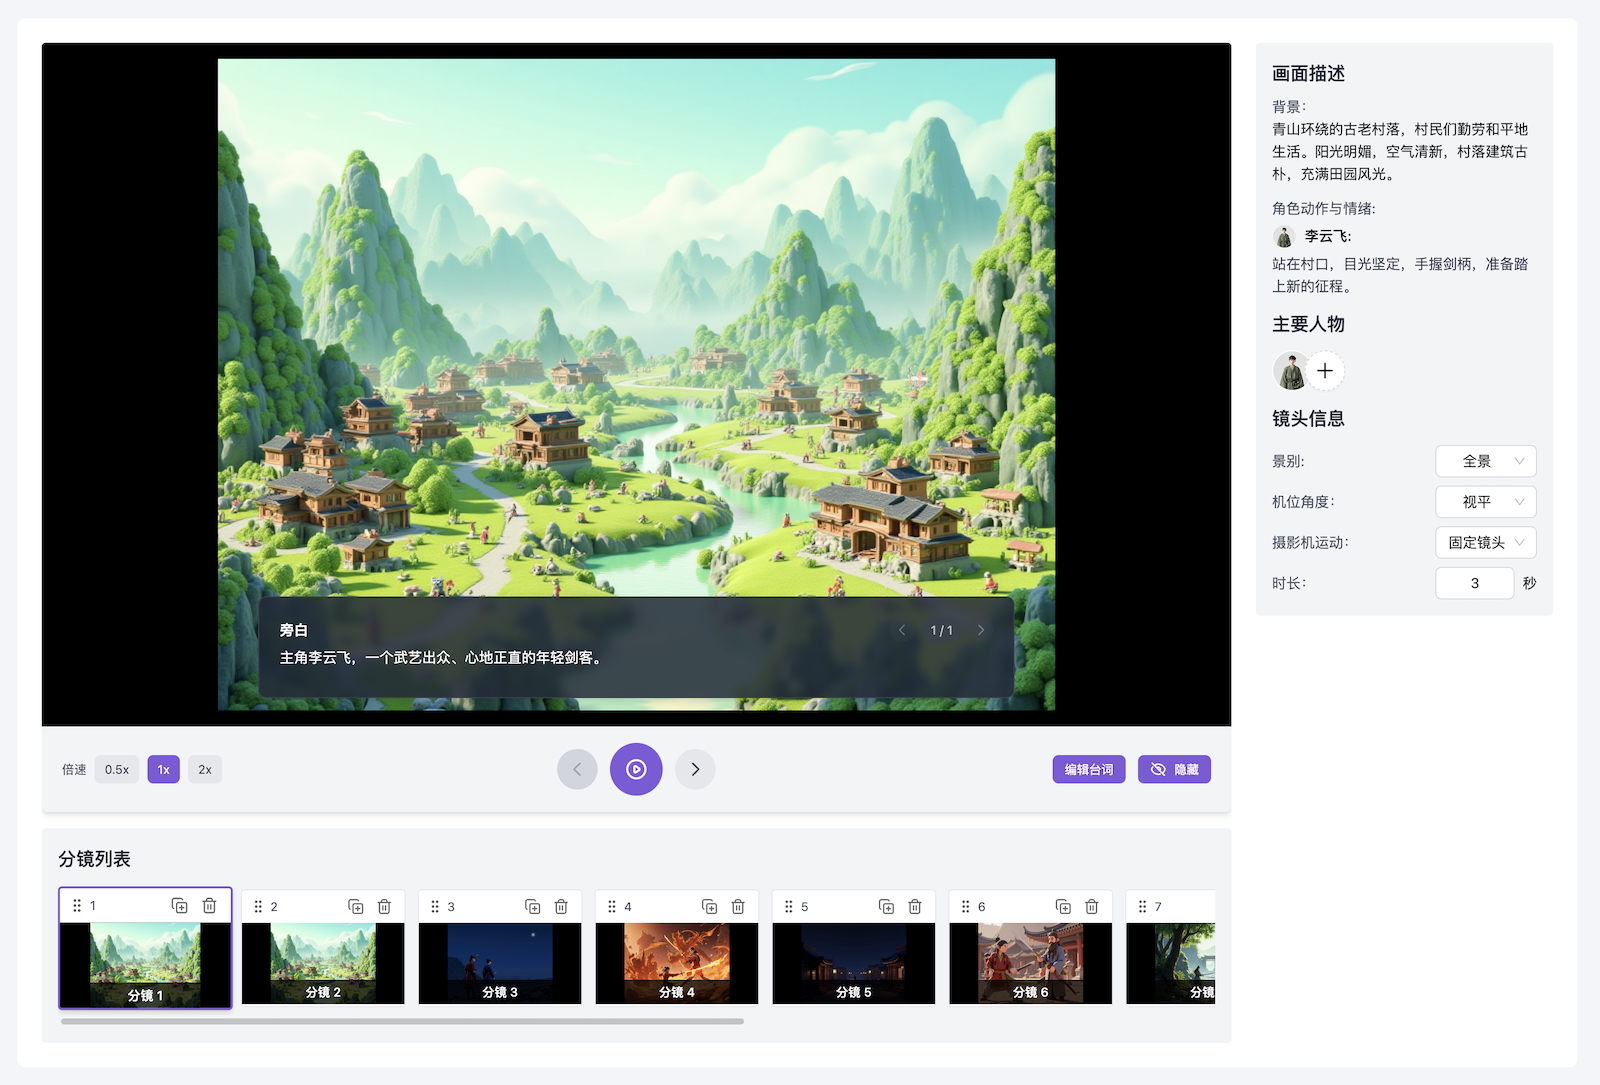 画面描述
背景:
青山环绕的古老村落，村民们勤劳和平地
生活。阳光明媚，空气清新，村落建筑古
朴，充满田园风光。
角色动作与情绪:
李云飞:
站在村口，目光坚定，手握剑柄，准备踏
上新的征程。
主要人物
镜头信息
景别:
全景
机位角度:
视平
摄影机运动:
固定镜头
时长:
3
秒
旁白
1 / 1
主角李云飞，一个武艺出众、心地正直的年轻剑客。
倍速
0.5x
1x
2x
编辑台词
隐藏
分镜列表
1
2
3
4
5
6
7
分镜 1
分镜 2
分镜 3
分镜 4
分镜 5
分镜 6
分镜